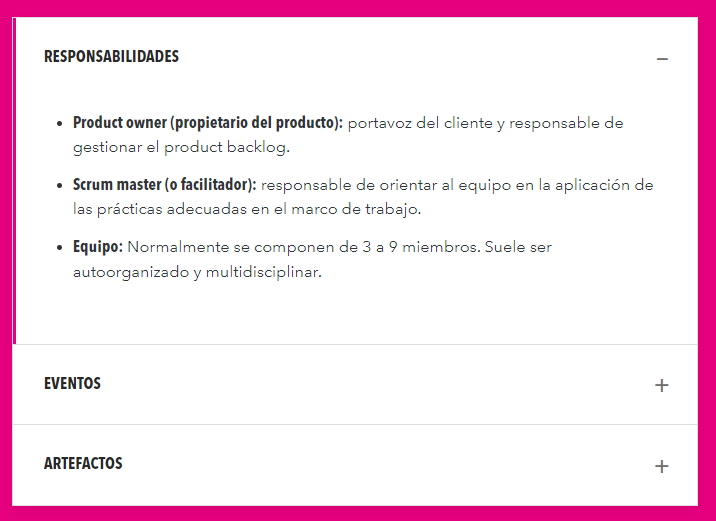 RESPONSABILIDADES
• Product owner (propietario del producto): portavoz del cliente y responsable de
gestionar el product backlog.
• Scrum master (o facilitador): responsable de orientar al equipo en la aplicación de
las prácticas adecuadas en el marco de trabajo.
• Equipo: Normalmente se componen de 3 a 9 miembros. Suele ser
autoorganizado y multidisciplinar.
EVENTOS
ARTEFACTOS